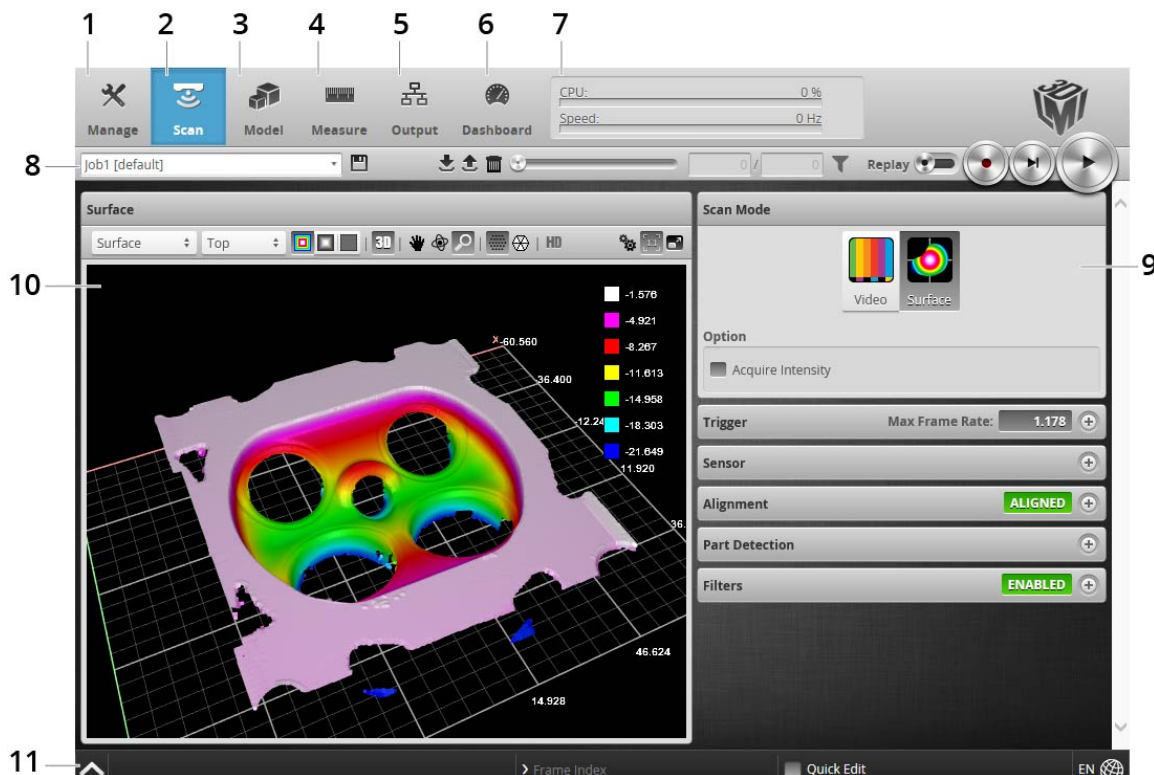 1 2 3 4 5 6 7
Manage Scan Model Measure Output Dashboard
CPU: 0 %
Speed: 0 Hz
3D LMI
8
Job1 [default]
0 / 0
Replay
Surface
Surface Top 3D HD
10
-1.576
-4.921
-8.267
-11.613
-14.958
-18.303
-21.649
X
-60.560
-36.400
-12.24
11.920
36.
46.624
14.928
Scan Mode
9
Video Surface
Option
Acquire Intensity
Trigger Max Frame Rate: 1.178
Sensor
Alignment ALIGNED
Part Detection
Filters ENABLED
11
Frame Index
Quick Edit
EN